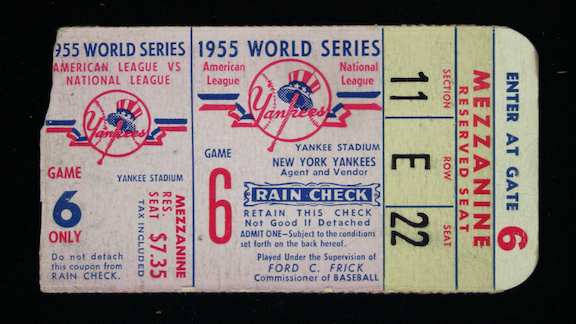 955 WORLD SERIES
AMERICAN LEAGUE VS
NATIONAL LEAGUE
Yankees
YANKEE STADIUM
GAME
6
ONLY
MEZZANINE
RES. SEAT $7.35
TAX INCLUDED
Do not detach
this coupon from
RAIN CHECK.
1955 WORLD SERIES
American League
National League
Yankees
YANKEE STADIUM
GAME
6
NEW YORK YANKEES
Agent and Vendor
RAIN CHECK
RETAIN THIS CHECK
Not Good If Detached
ADMIT ONE—Subject to the conditions
set forth on the back hereof.
Played Under the Supervision of
FORD C. FRICK
Commissioner of BASEBALL
11 E 22
SECTION ROW SEAT
MEZZANINE
RESERVED SEAT
ENTER AT GATE 6